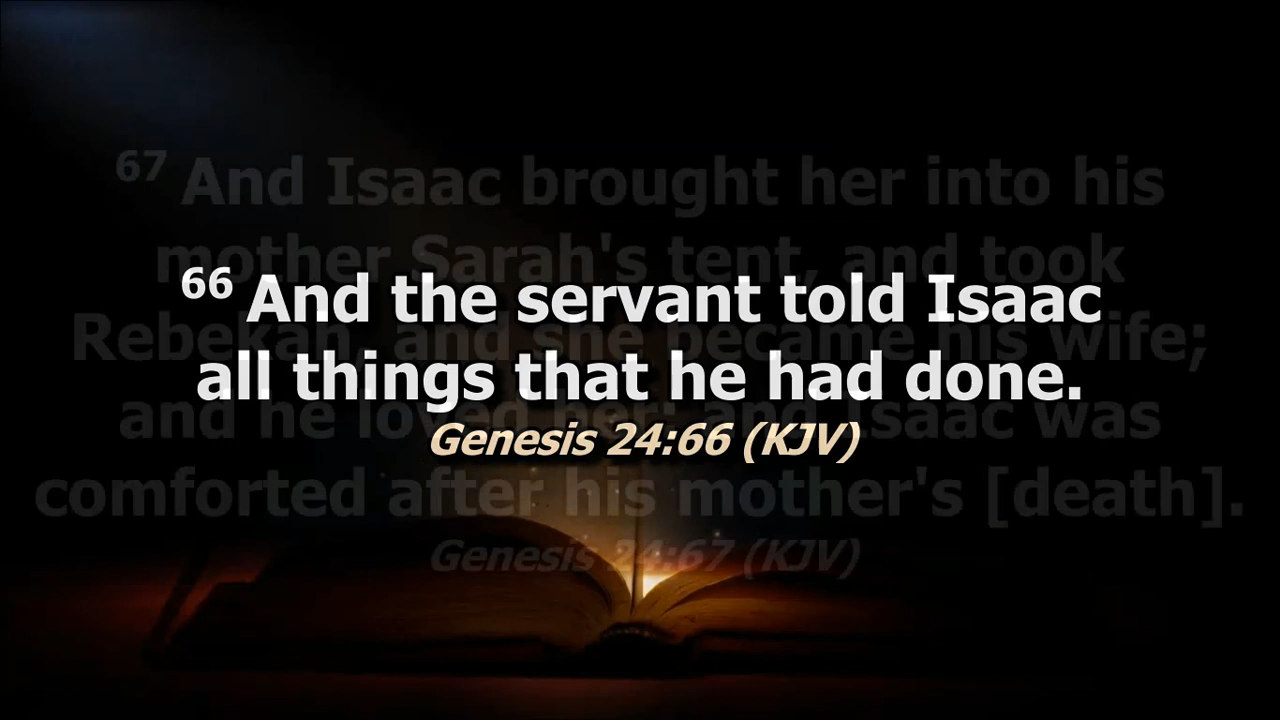 66 And the servant told Isaac
all things that he had done.
Genesis 24:66 (KJV)
67 And Isaac brought her into his
mother Sarah's tent, and took
Rebekah, and she became his wife;
and he loved her: and Isaac was
comforted after his mother's [death].
Genesis 24:67 (KJV)